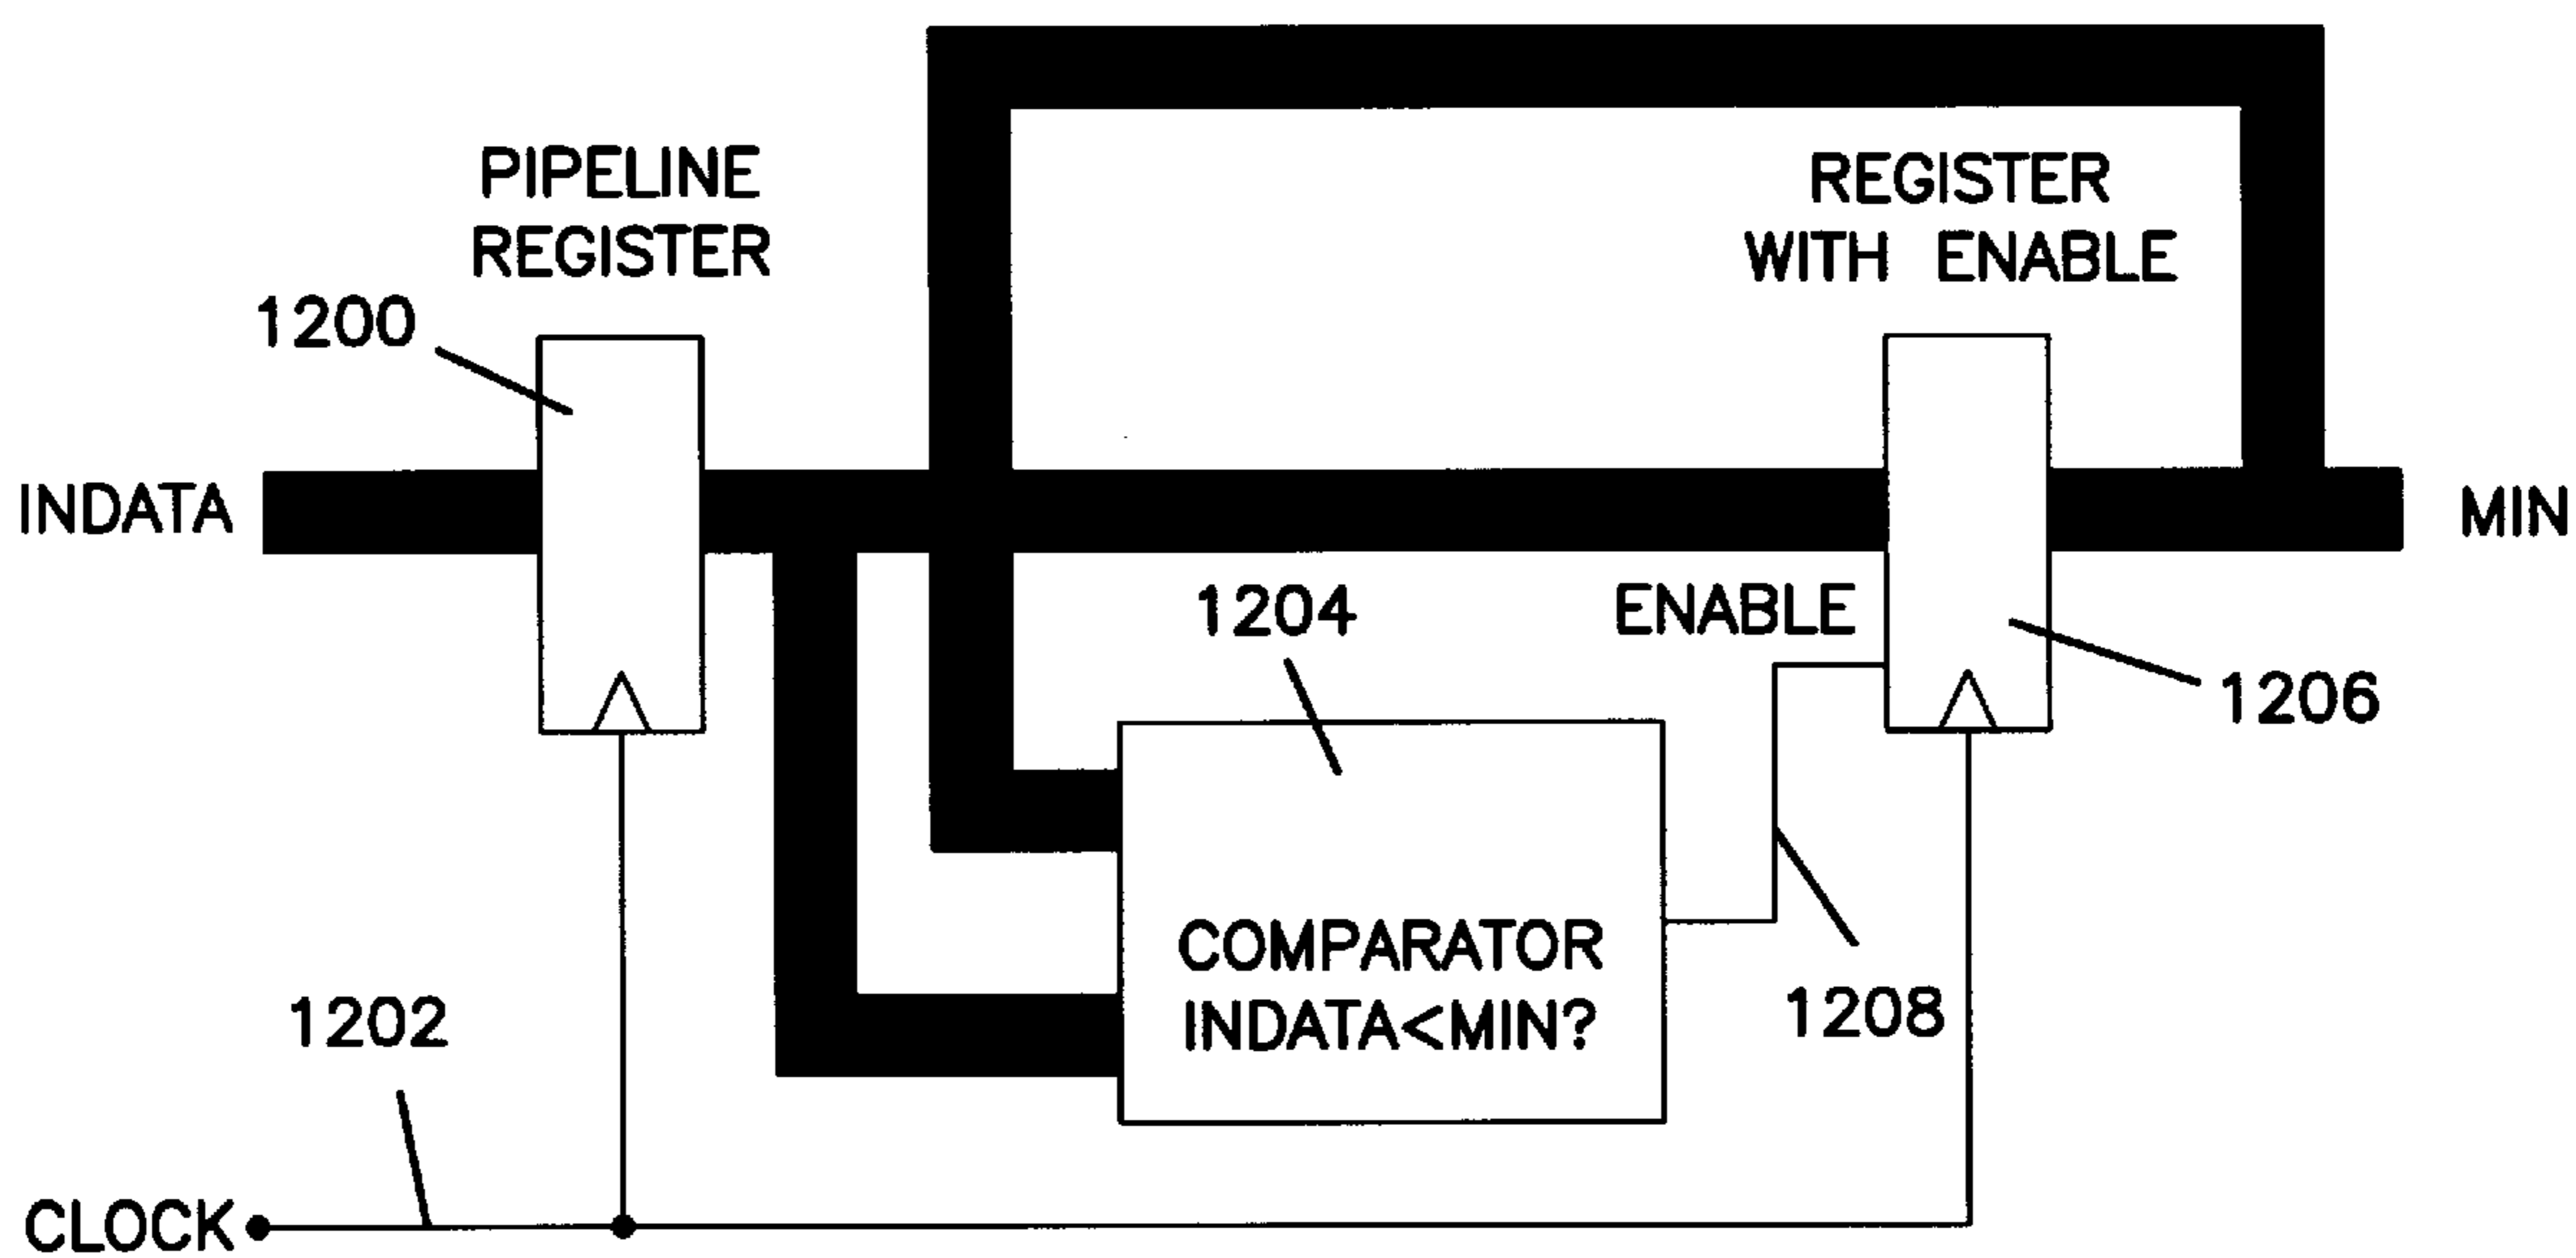 PIPELINE
REGISTER
REGISTER
WITH ENABLE
1200
INDATA
MIN
1204
ENABLE
1206
COMPARATOR
INDATA<MIN?
1208
1202
CLOCK